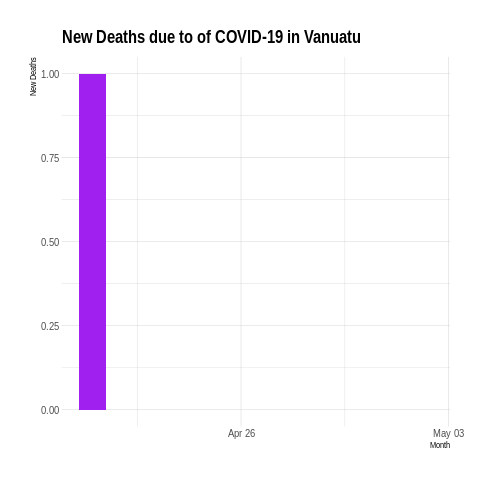 New Deaths due to of COVID-19 in Vanuatu
New Deaths
1.00
0.75
0.50
0.25
0.00
Apr 26
May 03
Month